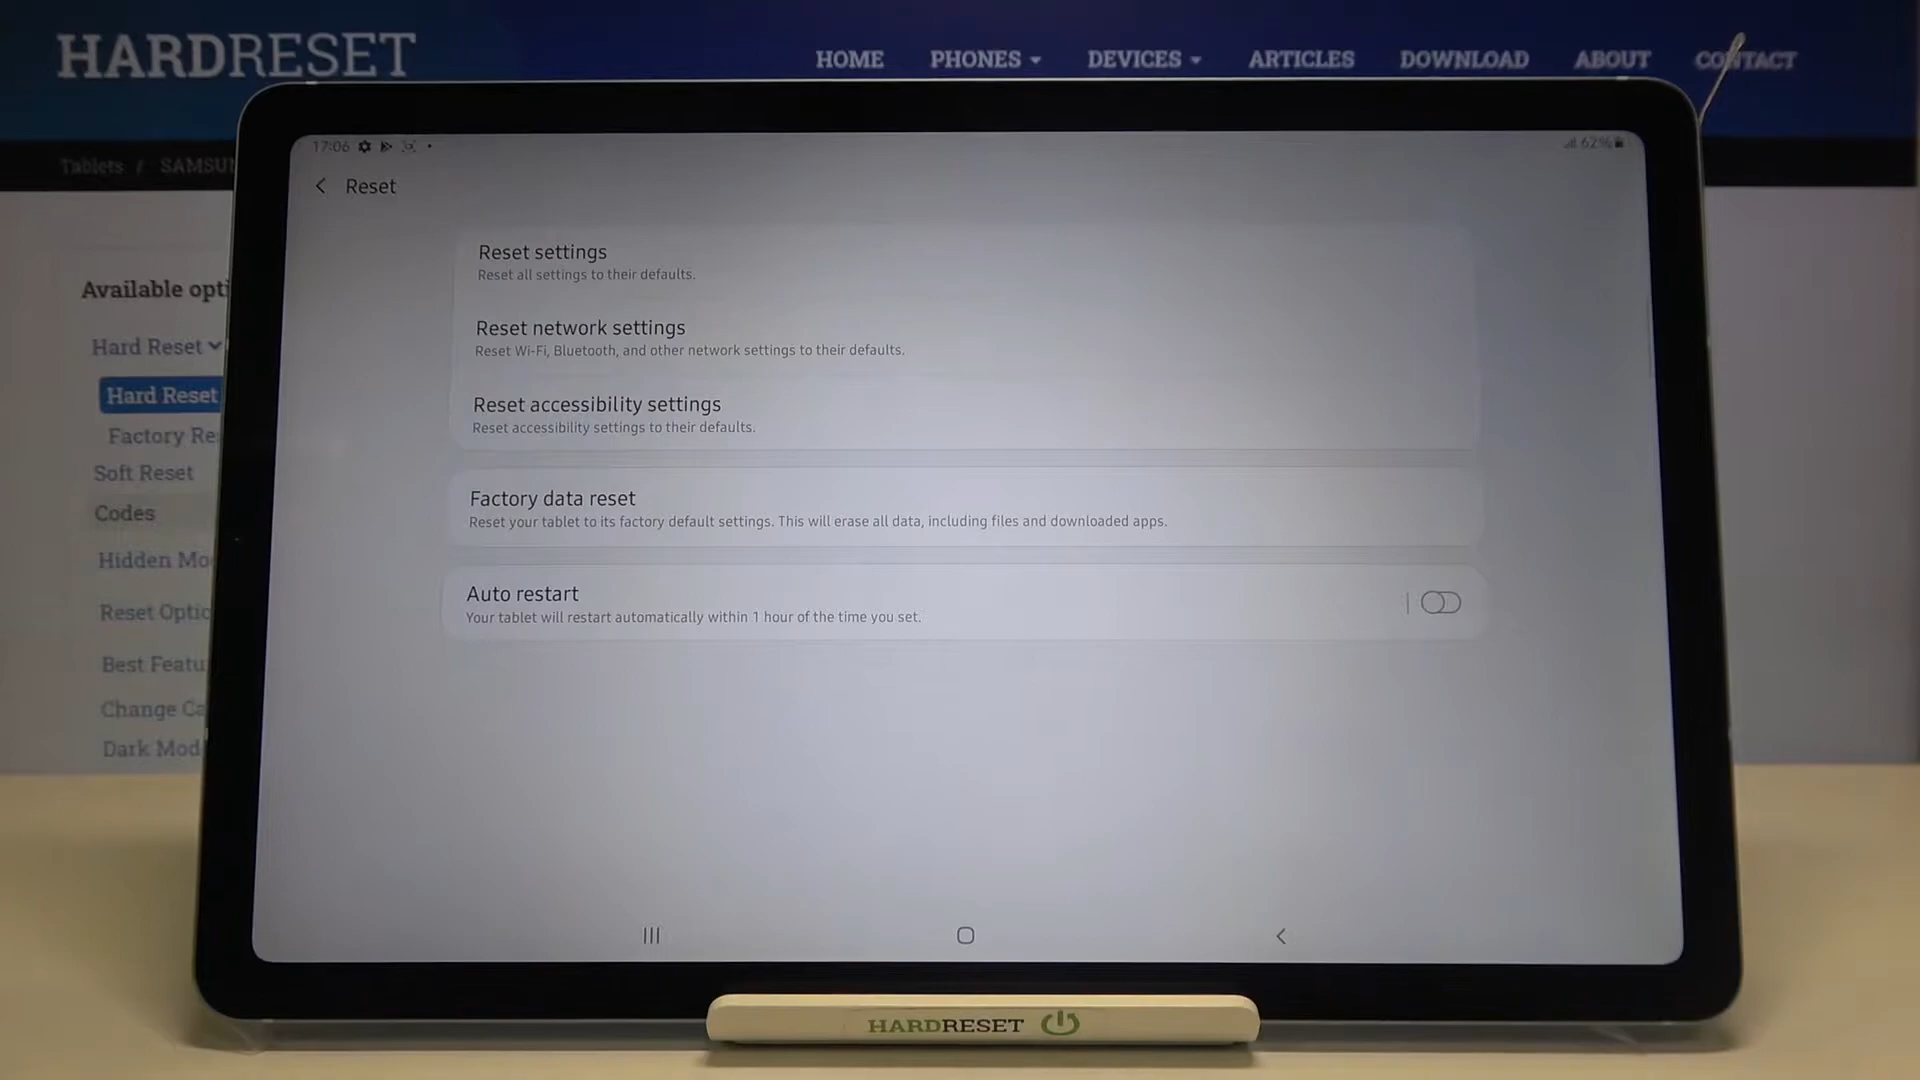 HARDRESET
HOME PHONES DEVICES ARTICLES DOWNLOAD ABOUT CONTACT
Tablets / SAMSU
Available opti
Hard Reset
Hard Reset
Factory Re
Soft Reset
Codes
Hidden Mo
Reset Optio
Best Featu
Change Ca
Dark Mod
17:06
62%
Reset
Reset settings
Reset all settings to their defaults.
Reset network settings
Reset Wi-Fi, Bluetooth, and other network settings to their defaults.
Reset accessibility settings
Reset accessibility settings to their defaults.
Factory data reset
Reset your tablet to its factory default settings. This will erase all data, including files and downloaded apps.
Auto restart
Your tablet will restart automatically within 1 hour of the time you set.
HARDRESET